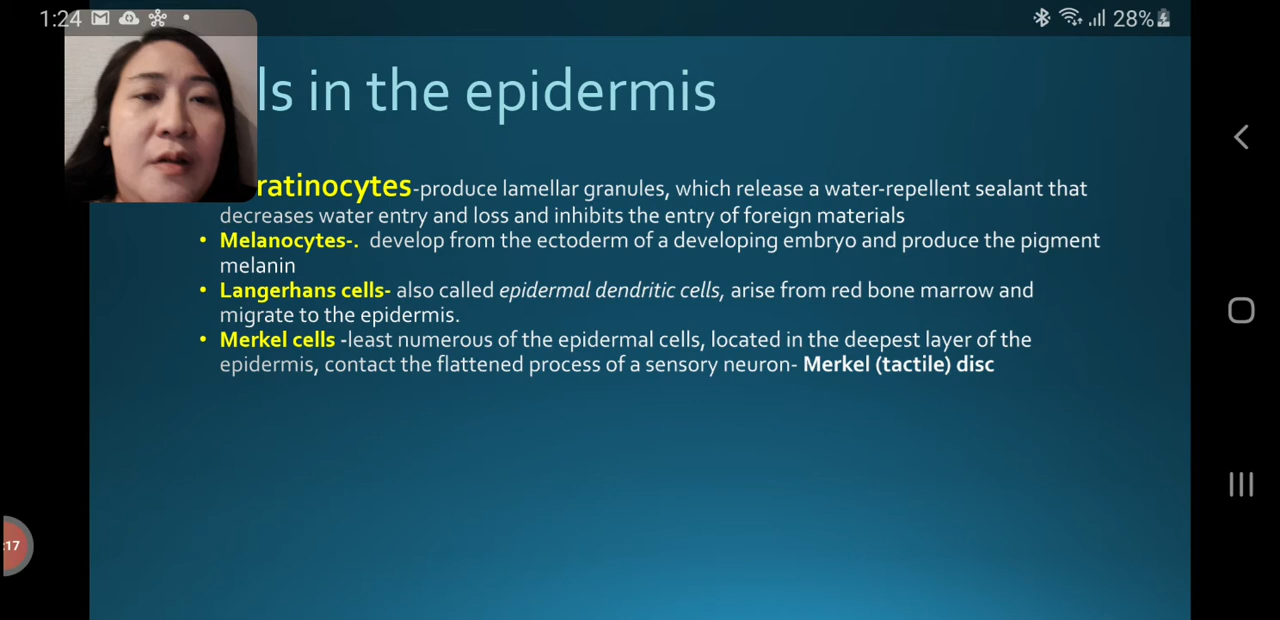 1:24
28%
ls in the epidermis
ratinocytes-produce lamellar granules, which release a water-repellent sealant that
decreases water entry and loss and inhibits the entry of foreign materials
• Melanocytes-. develop from the ectoderm of a developing embryo and produce the pigment
melanin
• Langerhans cells- also called epidermal dendritic cells, arise from red bone marrow and
migrate to the epidermis.
• Merkel cells -least numerous of the epidermal cells, located in the deepest layer of the
epidermis, contact the flattened process of a sensory neuron- Merkel (tactile) disc
:17